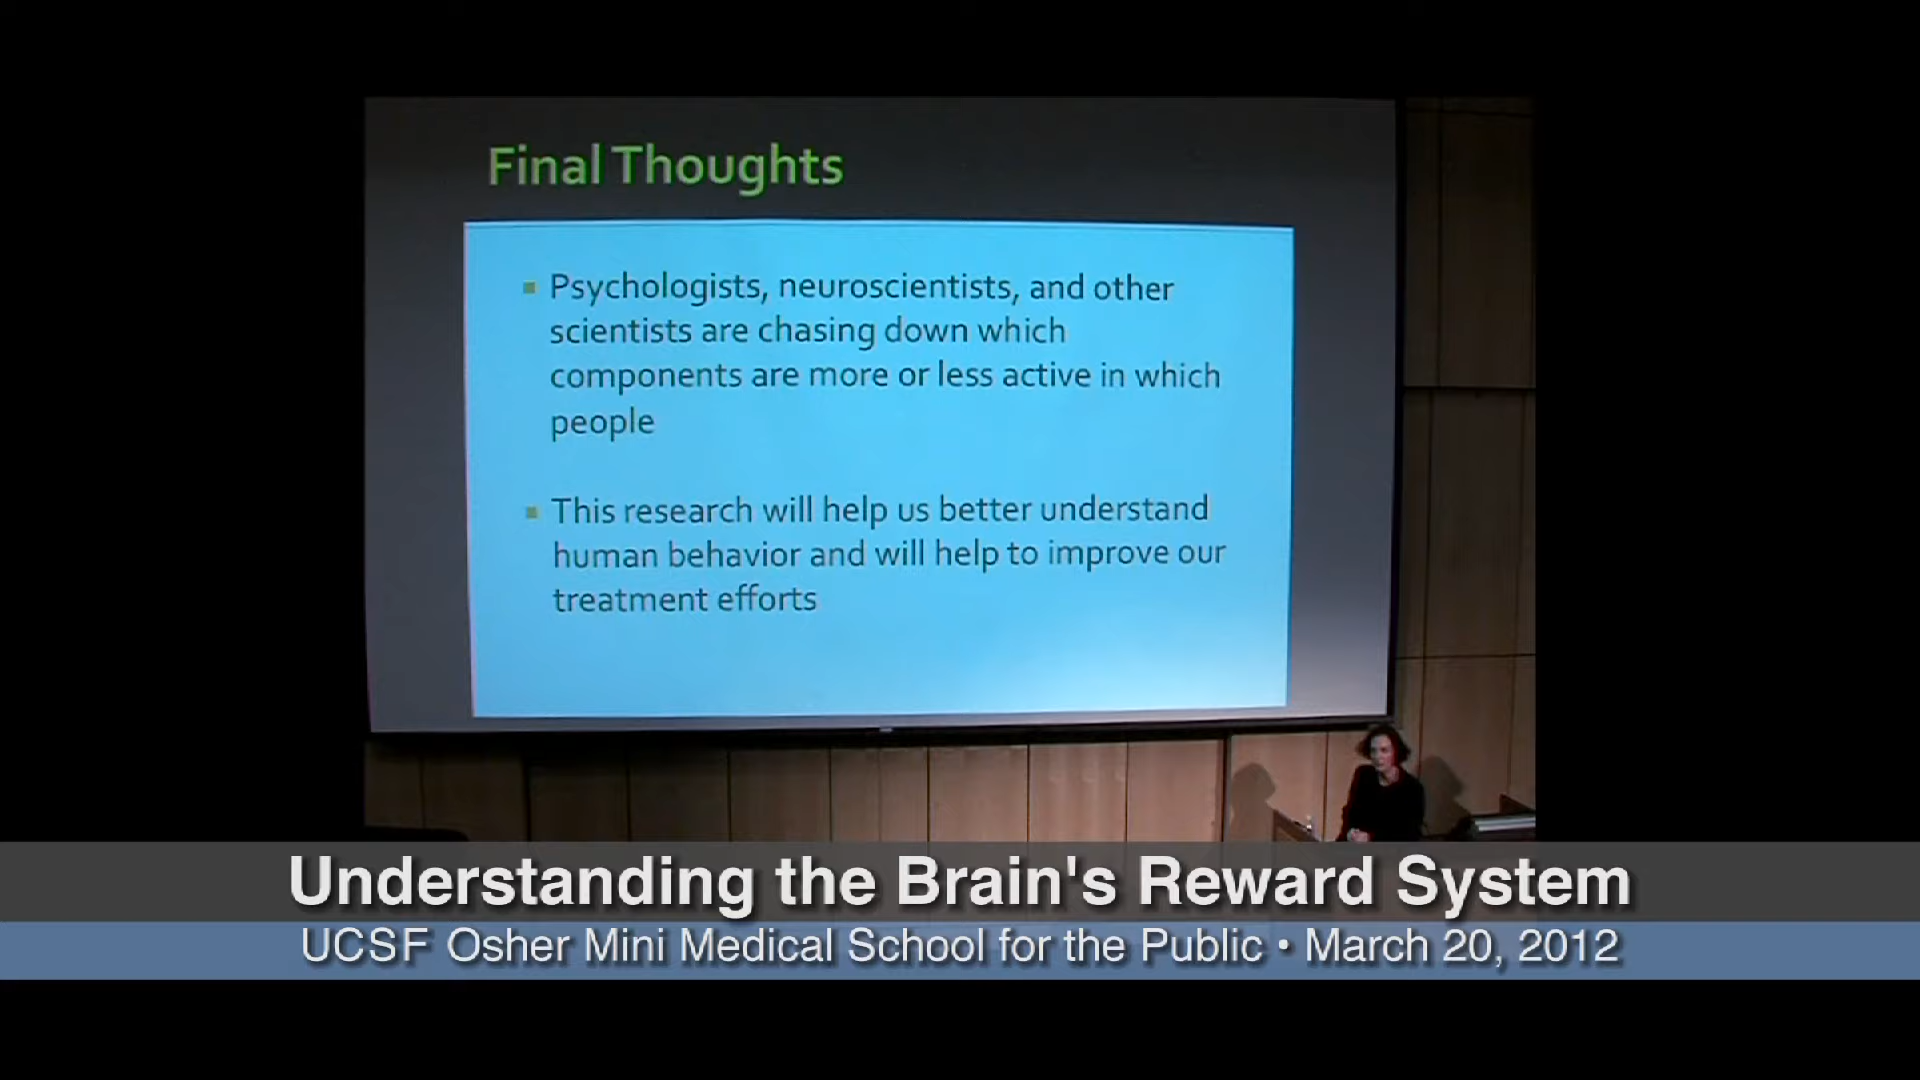 Final Thoughts
Psychologists, neuroscientists, and other
scientists are chasing down which
components are more or less active in which
people
This research will help us better understand
human behavior and will help to improve our
treatment efforts
Understanding the Brain's Reward System
UCSF Osher Mini Medical School for the Public • March 20, 2012